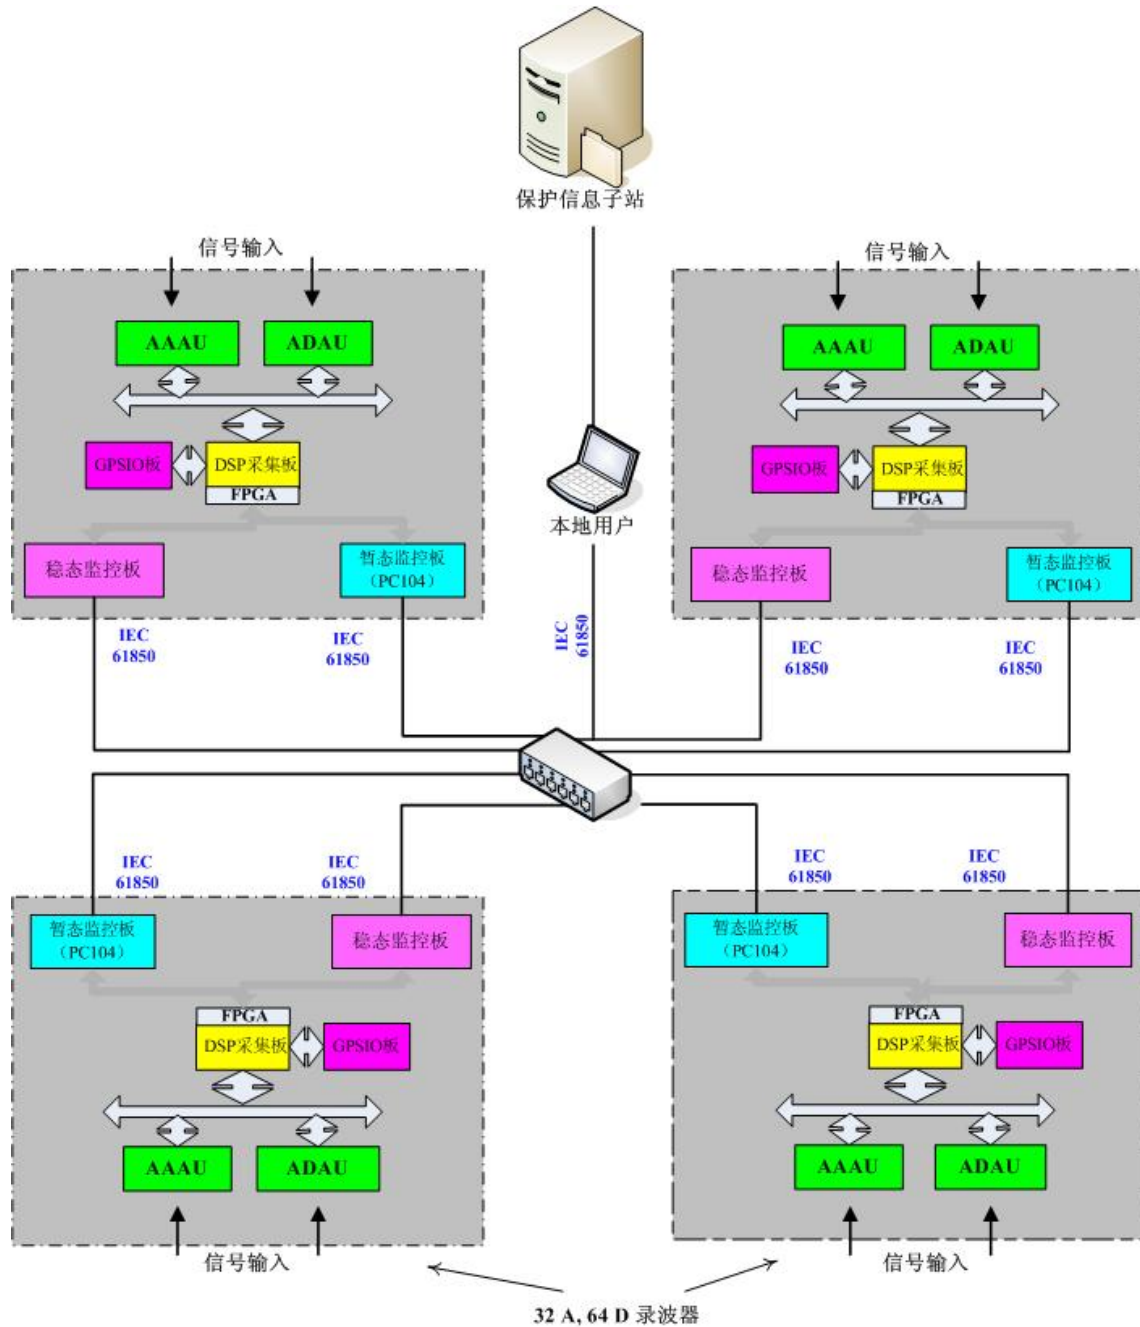 保护信息子站
信号输入
信号输入
AAAU
ADAU
AAAU
ADAU
GPSIO板
DSP采集板
FPGA
GPSIO板
DSP采集板
FPGA
本地用户
稳态监控板
暂态监控板
（PC104）
稳态监控板
暂态监控板
（PC104）
IEC
61850
IEC
61850
IEC
61850
IEC
61850
IEC
61850
IEC
61850
IEC
61850
IEC
61850
IEC
61850
暂态监控板
（PC104）
稳态监控板
暂态监控板
（PC104）
稳态监控板
FPGA
DSP采集板
GPSIO板
FPGA
DSP采集板
GPSIO板
AAAU
ADAU
AAAU
ADAU
信号输入
信号输入
32 A, 64 D 录波器